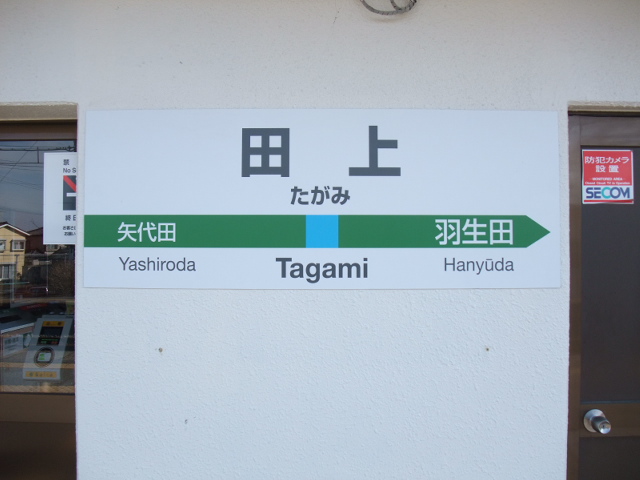 田上
たがみ
矢代田
羽生田
Yashiroda
Tagami
Hanyūda
防犯カメラ
設置
SECOM
No S